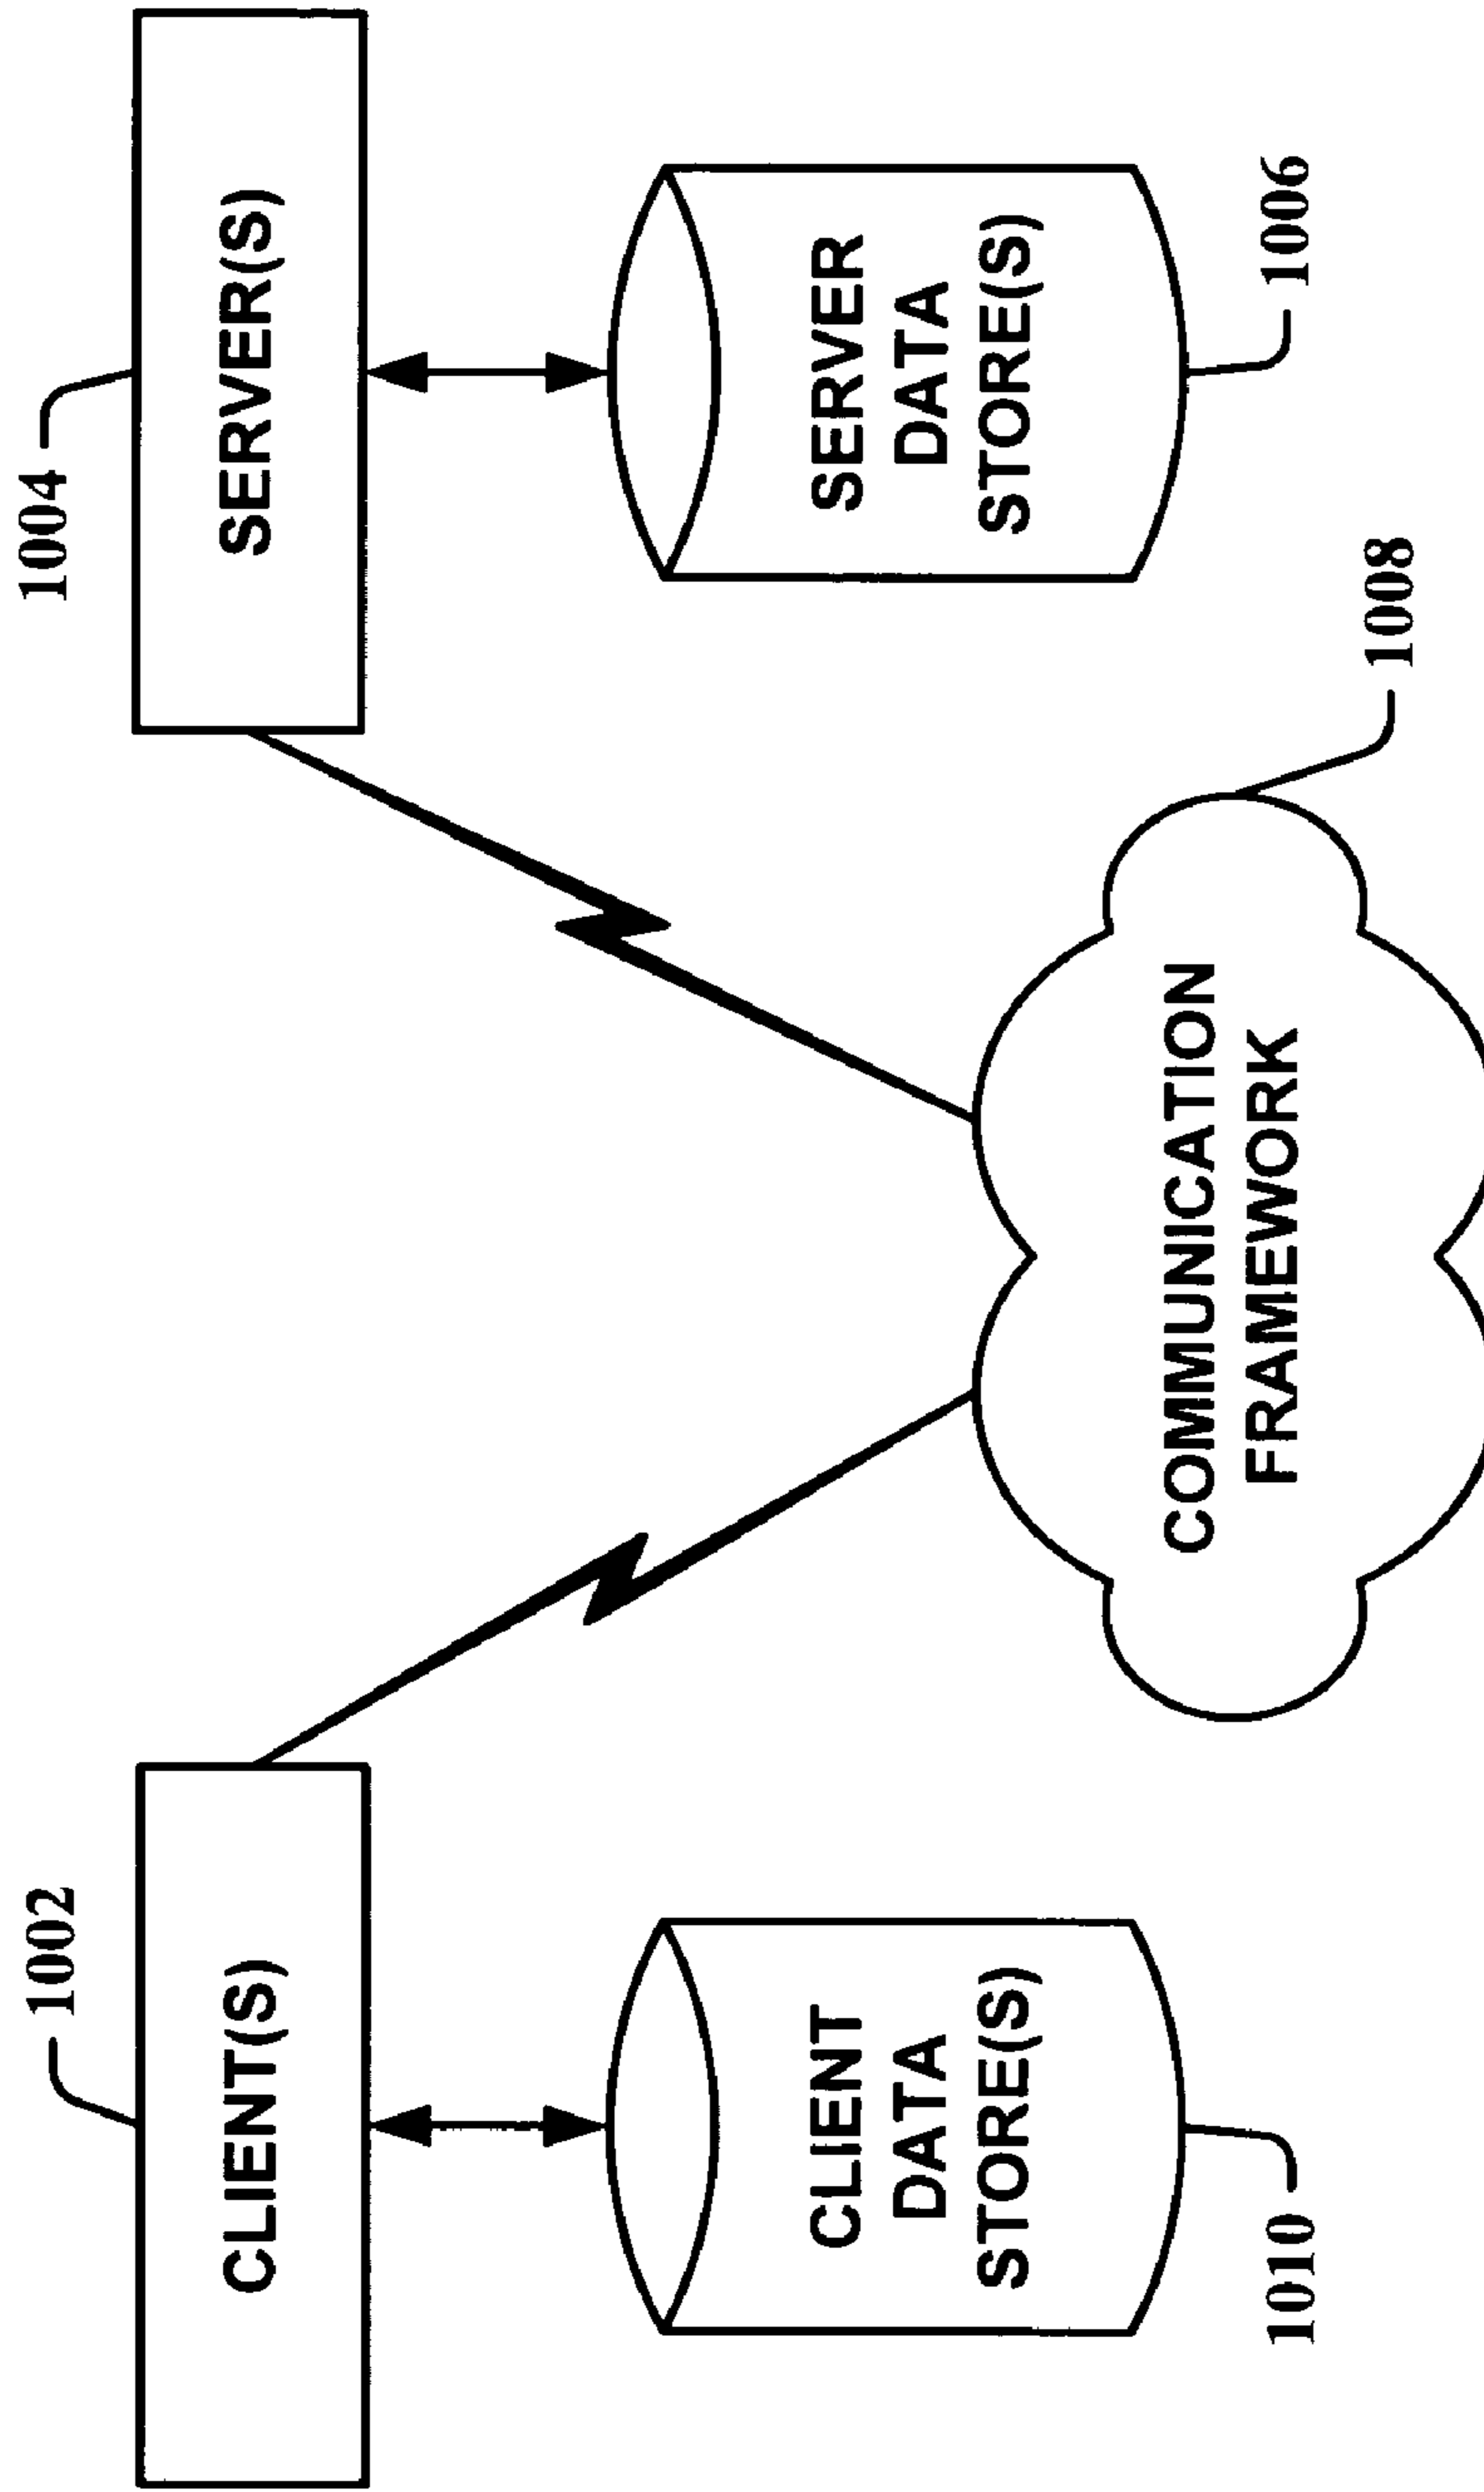 1002
1004
CLIENT(S)
SERVER(S)
CLIENT
DATA
STORE(S)
SERVER
DATA
STORE(S)
COMMUNICATION
FRAMEWORK
1010
1006
1008